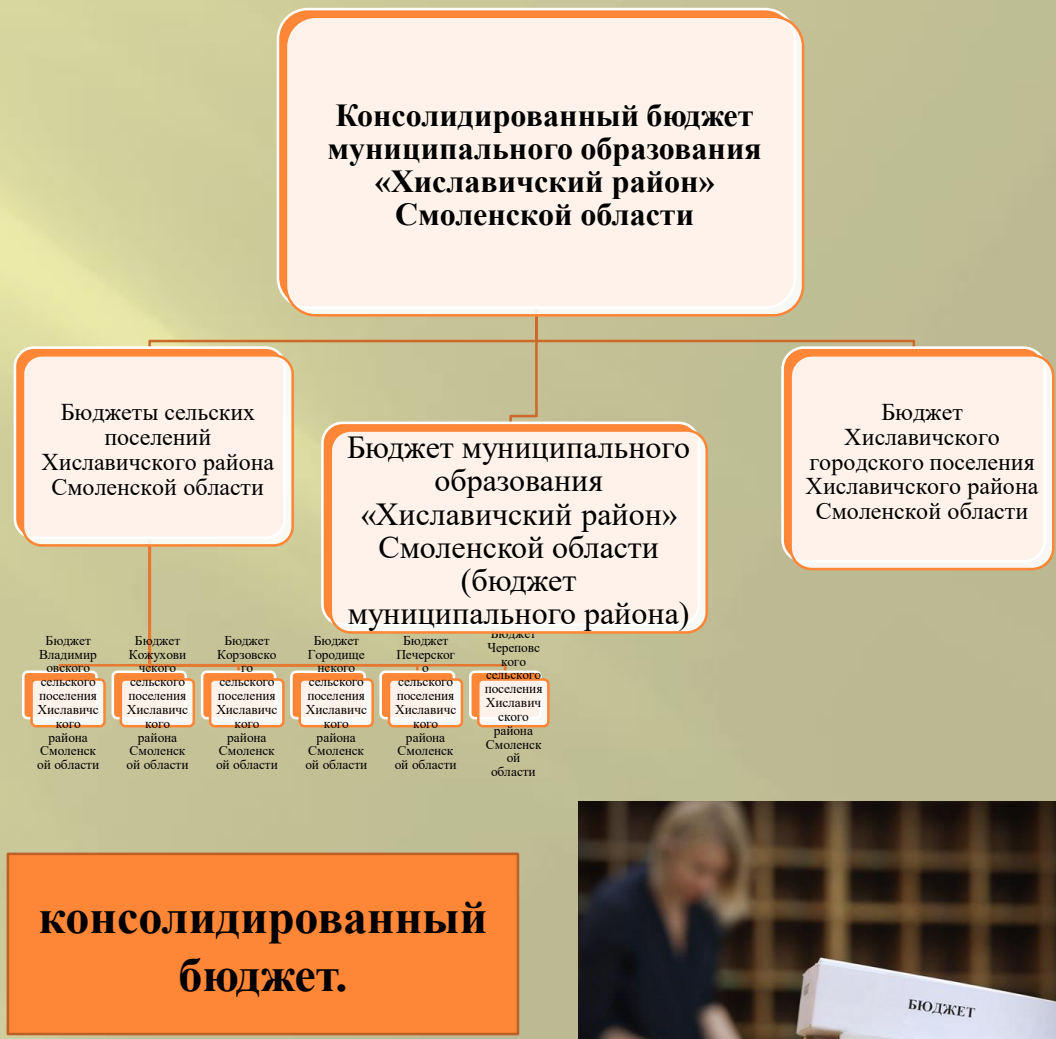 Консолидированный бюджет
муниципального образования
«Хиславичский район»
Смоленской области
Бюджеты сельских
поселений
Хиславичского района
Смоленской области
Бюджет муниципального
образования
«Хиславичский район»
Смоленской области
(бюджет
муниципального района)
Бюджет
Хиславичского
городского поселения
Хиславичского района
Смоленской области
Бюджет
Владимир
овского
сельского
поселения
Хиславичс
кого
района
Смоленск
ой области
Бюджет
Кожухови
чского
сельского
поселения
Хиславичс
кого
района
Смоленск
ой области
Бюджет
Корзовско
го
сельского
поселения
Хиславичс
кого
района
Смоленск
ой области
Бюджет
Городище
нского
сельского
поселения
Хиславичс
кого
района
Смоленск
ой области
Бюджет
Печерског
о
сельского
поселения
Хиславичс
кого
района
Смоленск
ой области
Бюджет
Череповс
кого
сельского
поселения
Хиславич
ского
района
Смоленск
ой
области
консолидированный
бюджет.
БЮДЖЕТ